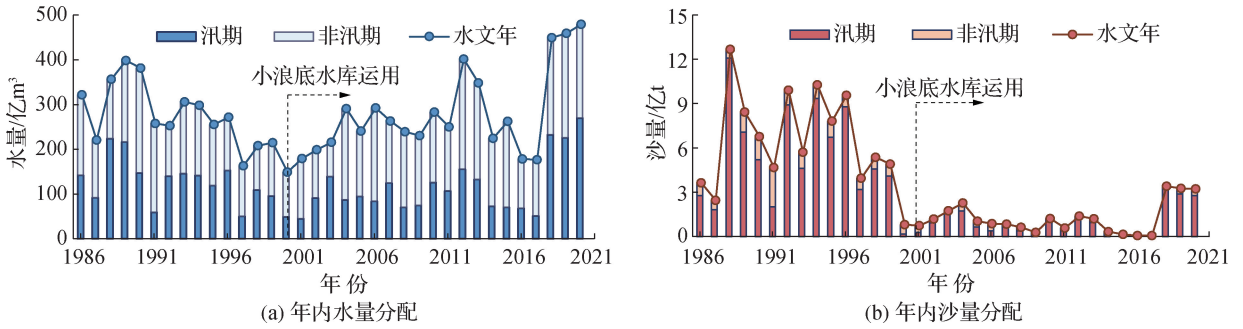 500
400
300
200
100
0
水量/亿m³
汛期 非汛期 水文年
小浪底水库运用
1986 1991 1996 2001 2006 2011 2016 2021
年 份
(a) 年内水量分配
15
12
9
6
3
0
沙量/亿t
汛期 非汛期 水文年
小浪底水库运用
1986 1991 1996 2001 2006 2011 2016 2021
年 份
(b) 年内沙量分配